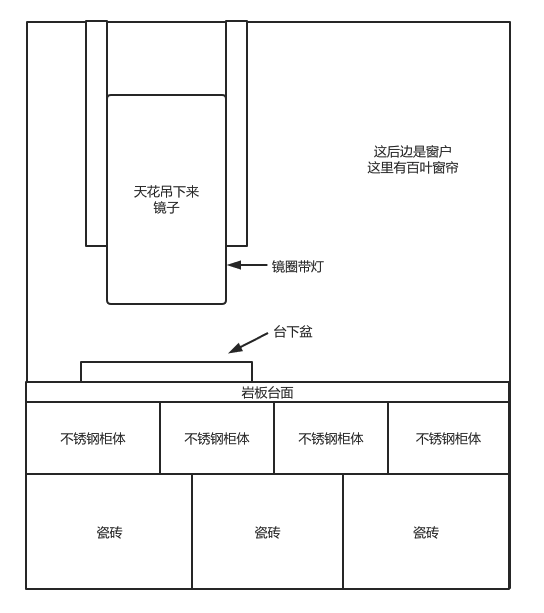 这后边是窗户
这里有百叶窗帘
天花吊下来
镜子
镜圈带灯
台下盆
岩板台面
不锈钢柜体
不锈钢柜体
不锈钢柜体
不锈钢柜体
瓷砖
瓷砖
瓷砖